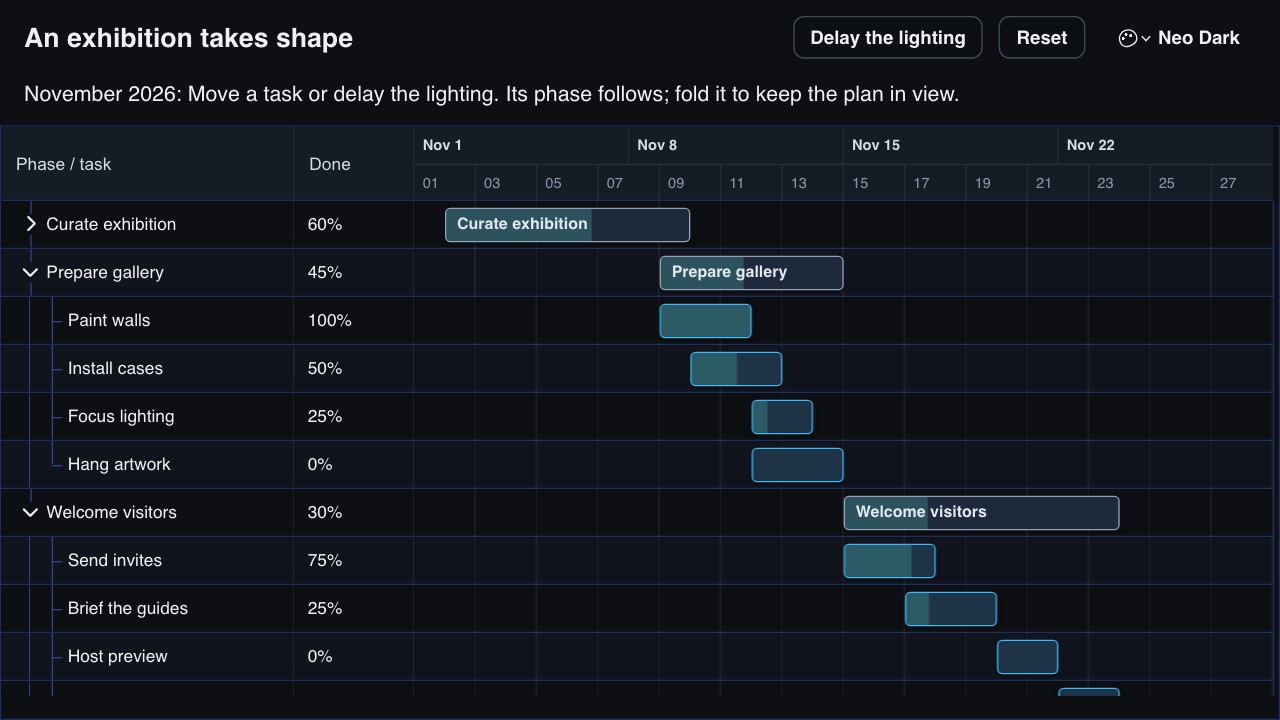 An exhibition takes shape
Delay the lighting
Reset
Neo Dark
November 2026: Move a task or delay the lighting. Its phase follows; fold it to keep the plan in view.
Phase / task
Done
Nov 1
Nov 8
Nov 15
Nov 22
01
03
05
07
09
11
13
15
17
19
21
23
25
27
Curate exhibition
60%
Curate exhibition
Prepare gallery
45%
Prepare gallery
Paint walls
100%
Install cases
50%
Focus lighting
25%
Hang artwork
0%
Welcome visitors
30%
Welcome visitors
Send invites
75%
Brief the guides
25%
Host preview
0%